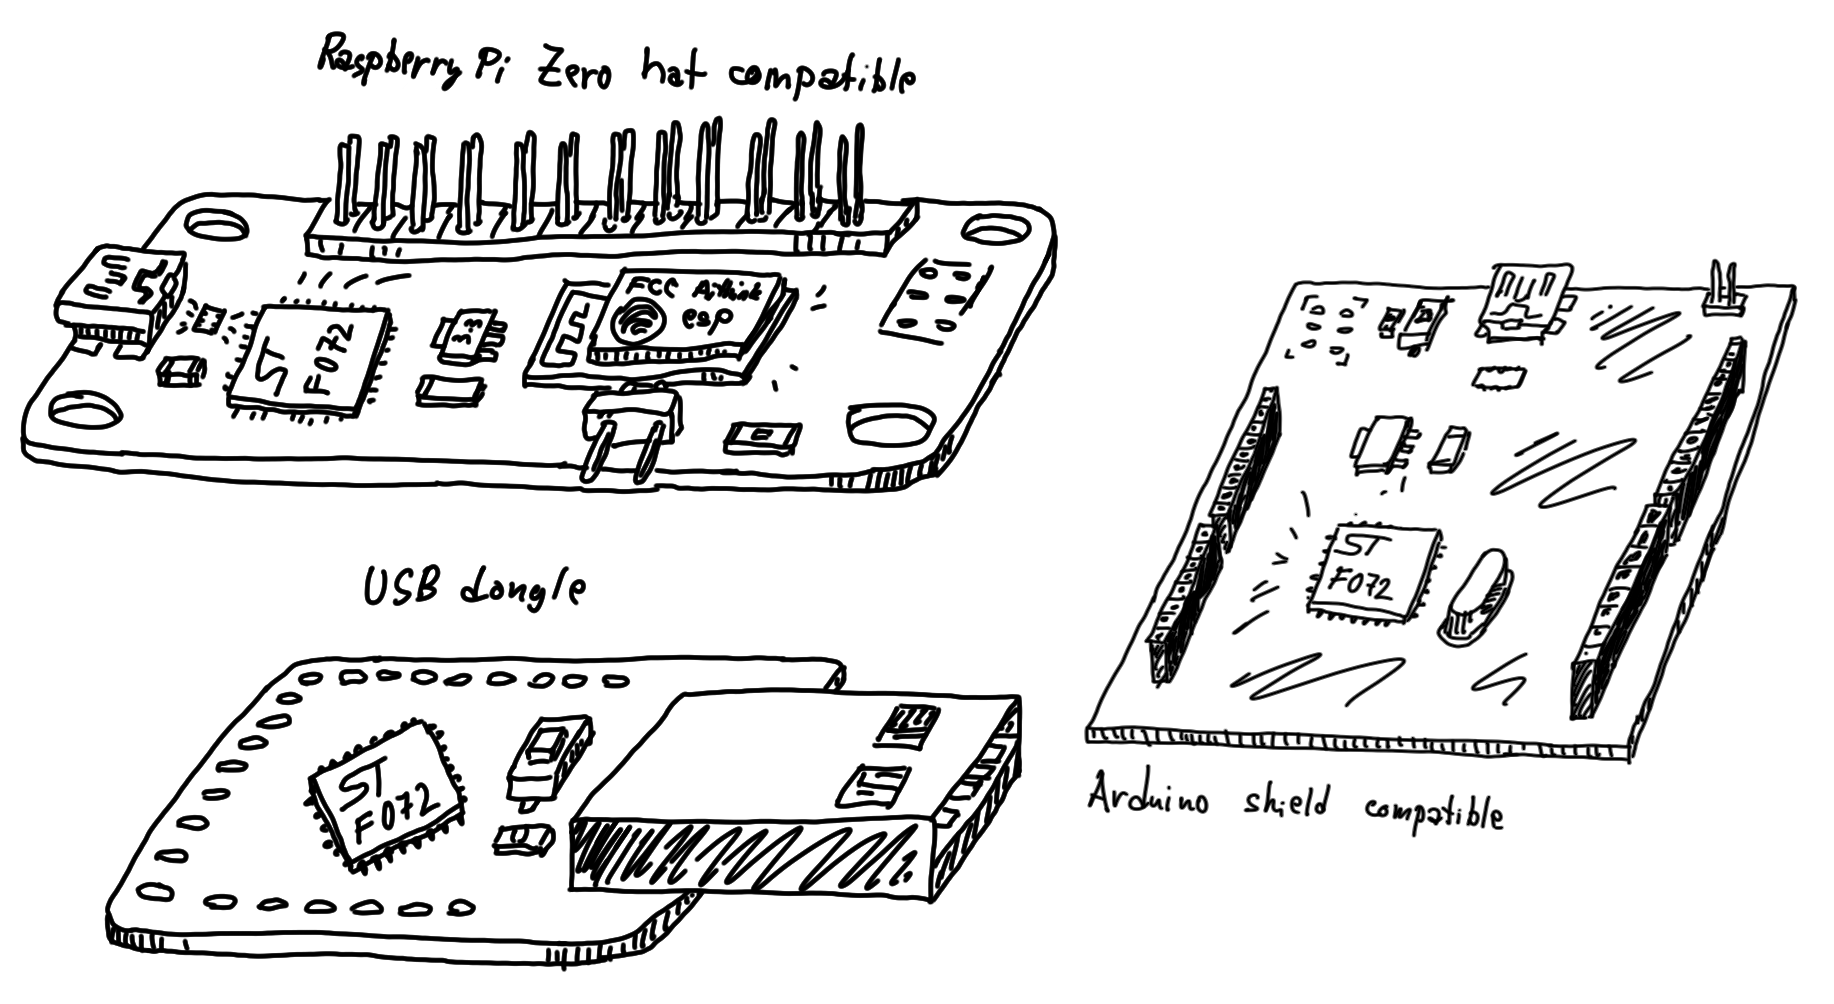 Raspberry Pi Zero hat compatible
FCC Aithink
esp
33
ST
F072
USB dongle
ST
F072
ST
F072
Arduino shield compatible